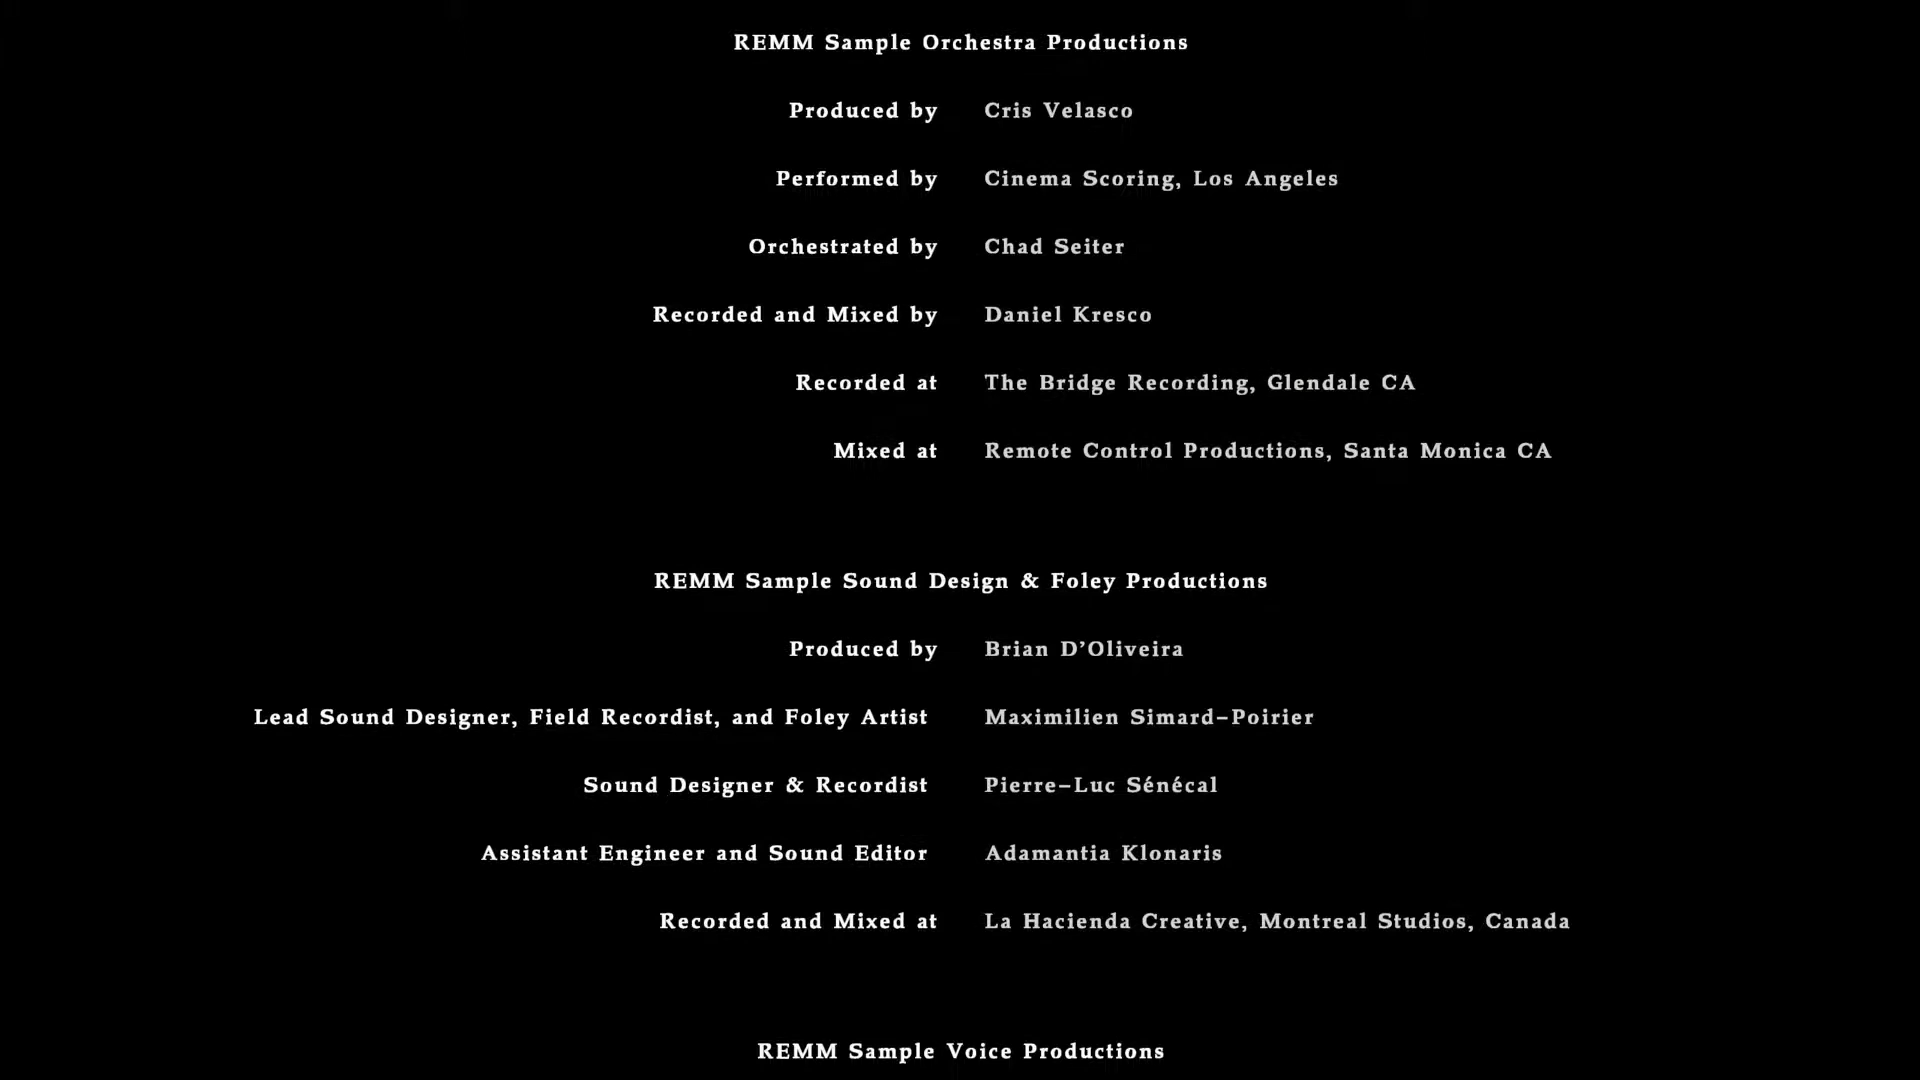 REMM Sample Orchestra Productions
Produced by Cris Velasco
Performed by Cinema Scoring, Los Angeles
Orchestrated by Chad Seiter
Recorded and Mixed by Daniel Kresco
Recorded at The Bridge Recording, Glendale CA
Mixed at Remote Control Productions, Santa Monica CA
REMM Sample Sound Design & Foley Productions
Produced by Brian D’Oliveira
Lead Sound Designer, Field Recordist, and Foley Artist Maximilien Simard-Poirier
Sound Designer & Recordist Pierre-Luc Sénécal
Assistant Engineer and Sound Editor Adamantia Klonaris
Recorded and Mixed at La Hacienda Creative, Montreal Studios, Canada
REMM Sample Voice Productions